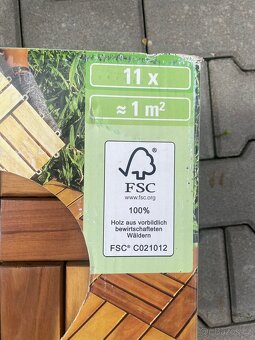 11 x
≈ 1 m²
FSC
www.fsc.org
100%
Holz aus vorbildlich
bewirtschafteten
Wäldern
FSC® C021012